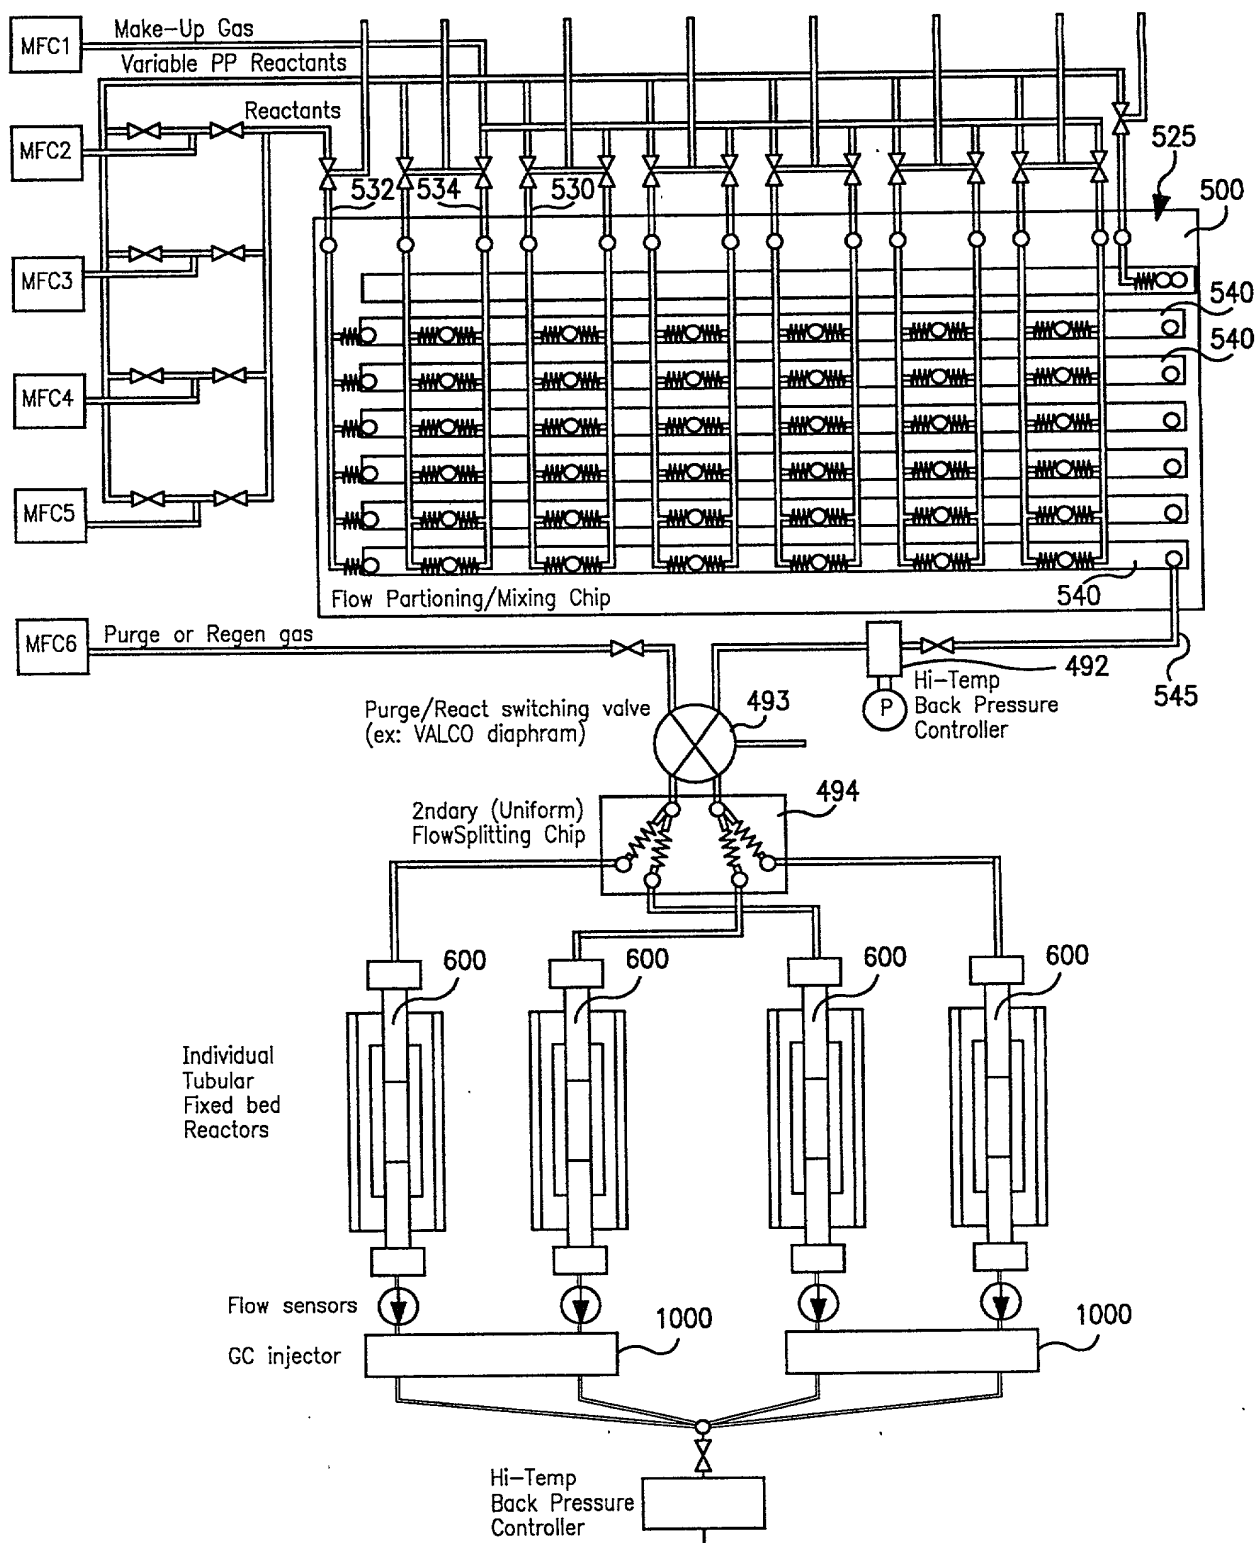 MFC1
Make-Up Gas
Variable PP Reactants
Reactants
MFC2
525
532
534
530
500
MFC3
540
540
MFC4
MFC5
540
Flow Partioning/Mixing Chip
MFC6
Purge or Regen gas
492
545
Hi-Temp
Back Pressure
Controller
P
Purge/React switching valve
(ex: VALCO diaphram)
493
2ndary (Uniform)
FlowSplitting Chip
494
600
600
600
600
Individual
Tubular
Fixed bed
Reactors
Flow sensors
GC injector
1000
1000
Hi-Temp
Back Pressure
Controller